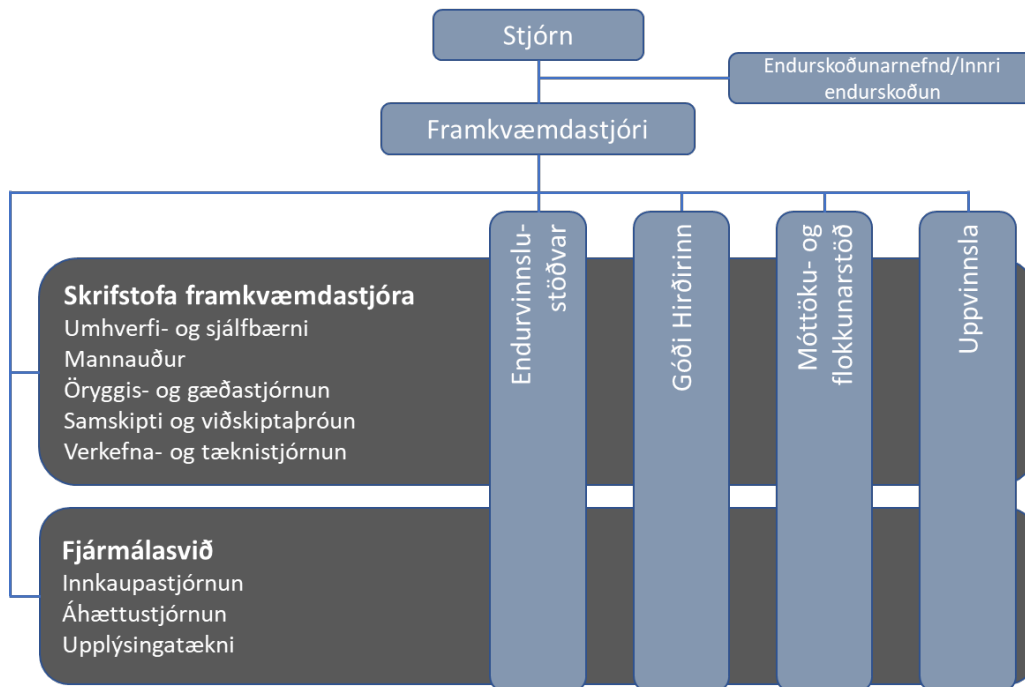 Stjórn
Endurskoðunarnefnd/Innri
endurskoðun
Framkvæmdastjóri
Endurvinnslu-
stöðvar
Góði Hirðirinn
Móttöku- og
flokkunarstöð
Uppvinnsla
Skrifstofa framkvæmdastjóra
Umhverfi- og sjálfbærni
Mannauður
Öryggis- og gæðastjórnun
Samskipti og viðskiptaþróun
Verkefna- og tæknistjórnun
Fjármálasvið
Innkaupastjórnun
Áhættustjórnun
Upplýsingatækni